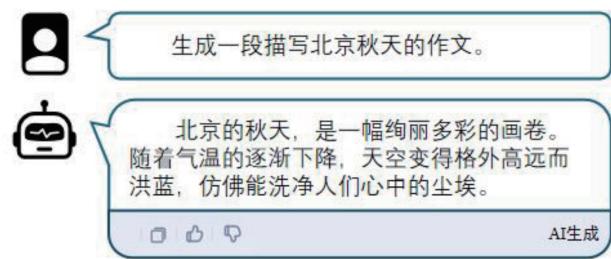 生成一段描写北京秋天的作文。
北京的秋天，是一幅绚丽多彩的画卷。
随着气温的逐渐下降，天空变得格外高远而
洪蓝，仿佛能洗净人们心中的尘埃。
AI生成